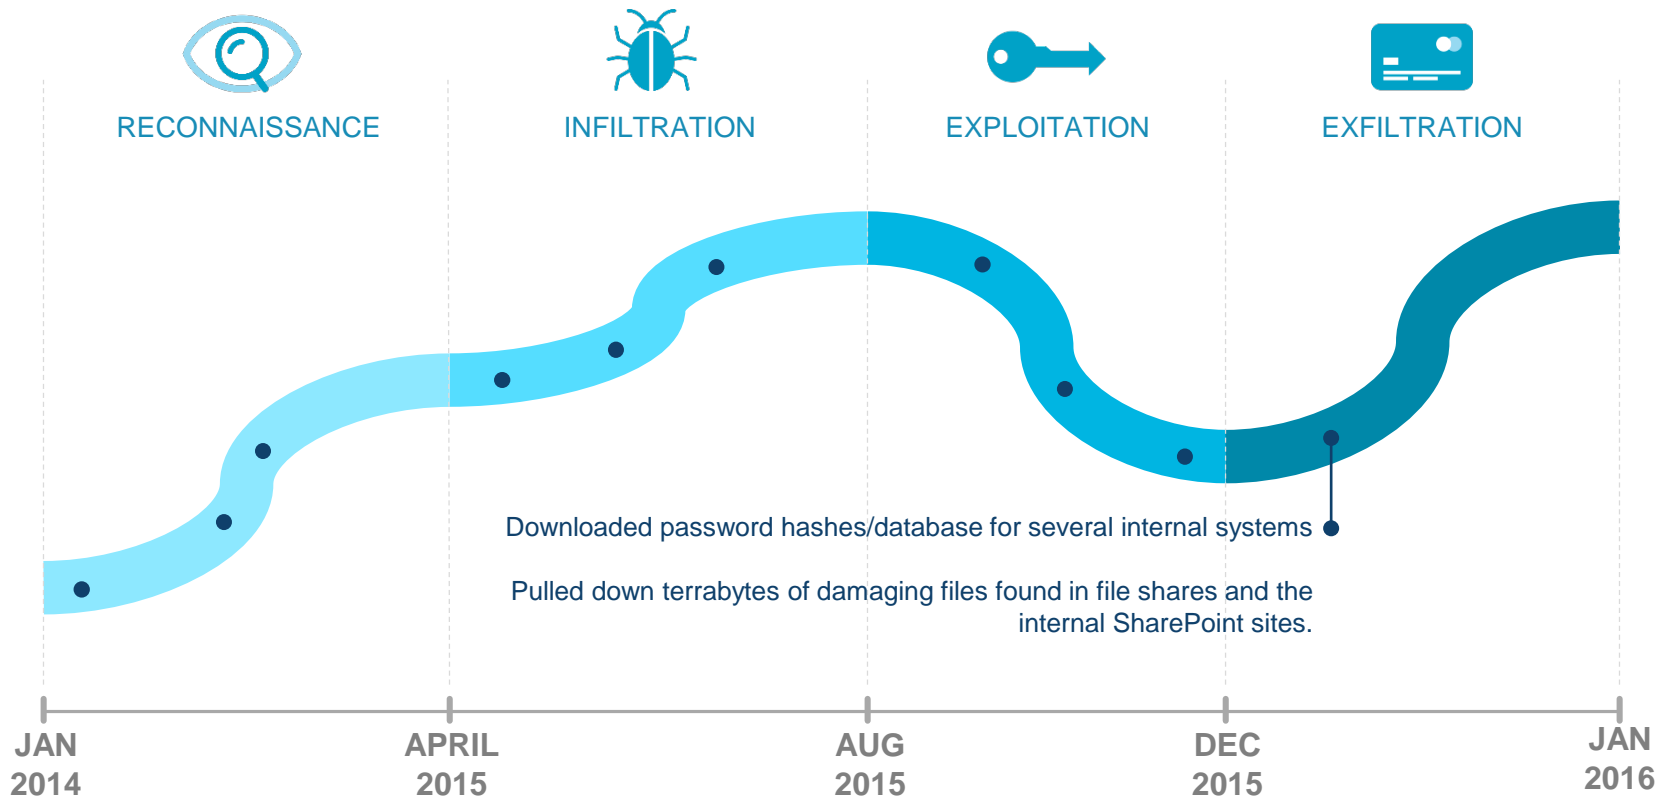 RECONNAISSANCE
INFILTRATION
EXPLOITATION
EXFILTRATION
Downloaded password hashes/database for several internal systems
Pulled down terrabytes of damaging files found in file shares and the
internal SharePoint sites.
JAN
2014
APRIL
2015
AUG
2015
DEC
2015
JAN
2016